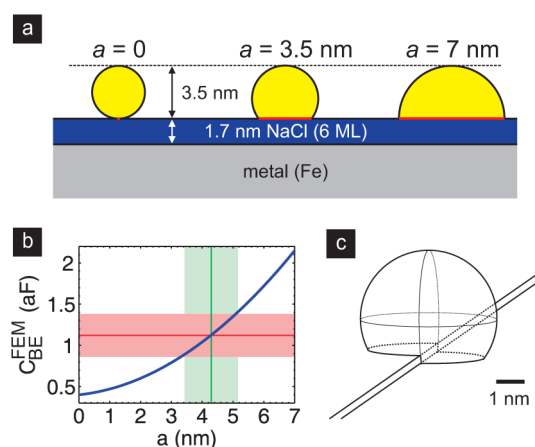 a
a = 0
a = 3.5 nm
a = 7 nm
3.5 nm
1.7 nm NaCl (6 ML)
metal (Fe)
b
C_BE^FEM (aF)
2
1.5
1
0.5
0 1 2 3 4 5 6 7
a (nm)
c
1 nm